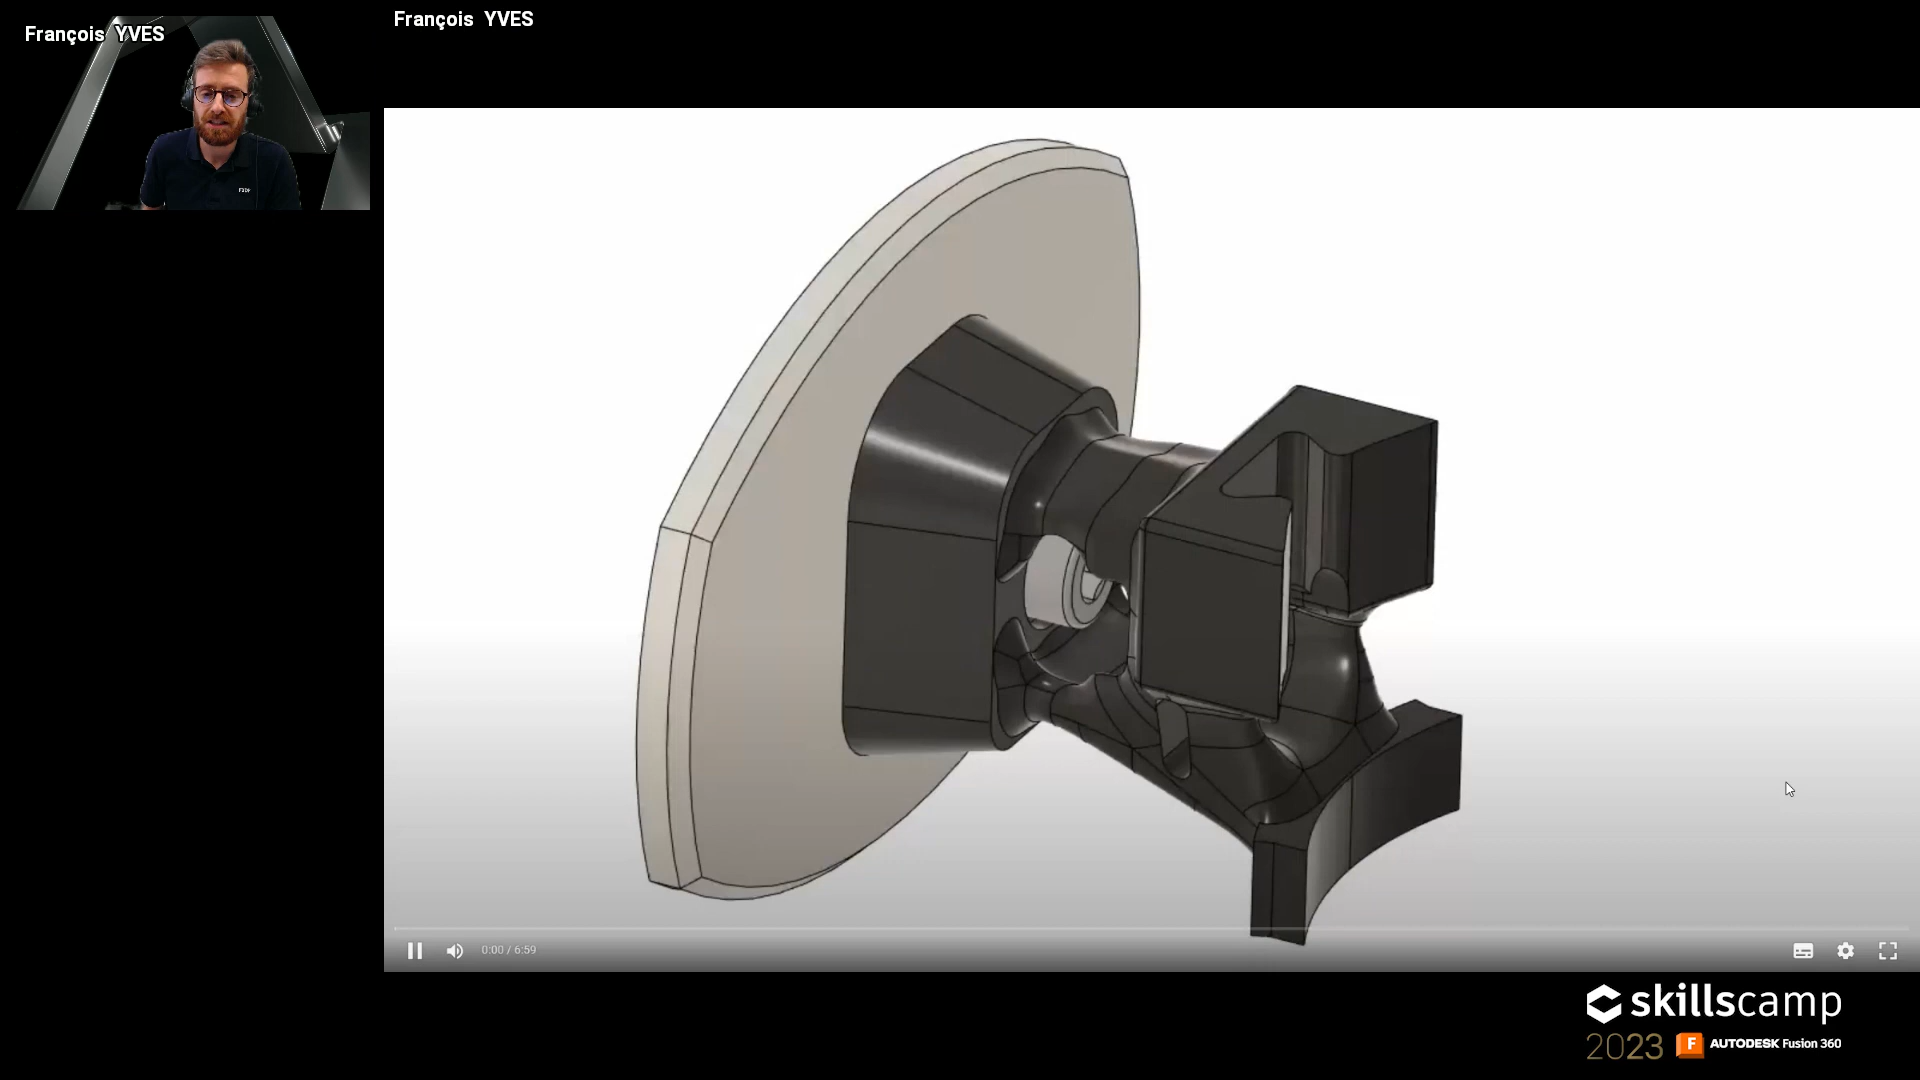 François YVES
François YVES
0:00 / 6:59
skillscamp
2023 F AUTODESK Fusion 360